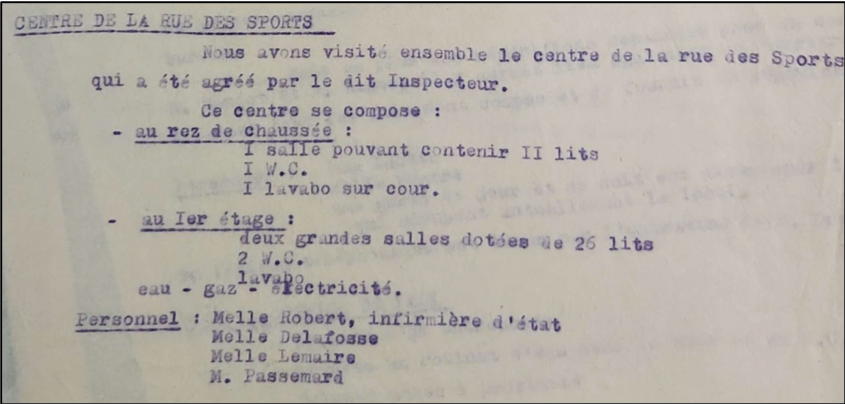 CENTRE DE LA RUE DES SPORTS
Nous avons visité ensemble le centre de la rue des Sports
qui a été agréé par le dit Inspecteur.
Ce centre se compose :
- au rez de chaussée :
I salle pouvant contenir II lits
I W.C.
I lavabo sur cour.
- au Ier étage :
deux grandes salles dotées de 26 lits
2 W.C.
lavabo
eau - gaz - électricité.
Personnel : Melle Robert, infirmière d'état
Melle Delafosse
Melle Lemaire
M. Passemard